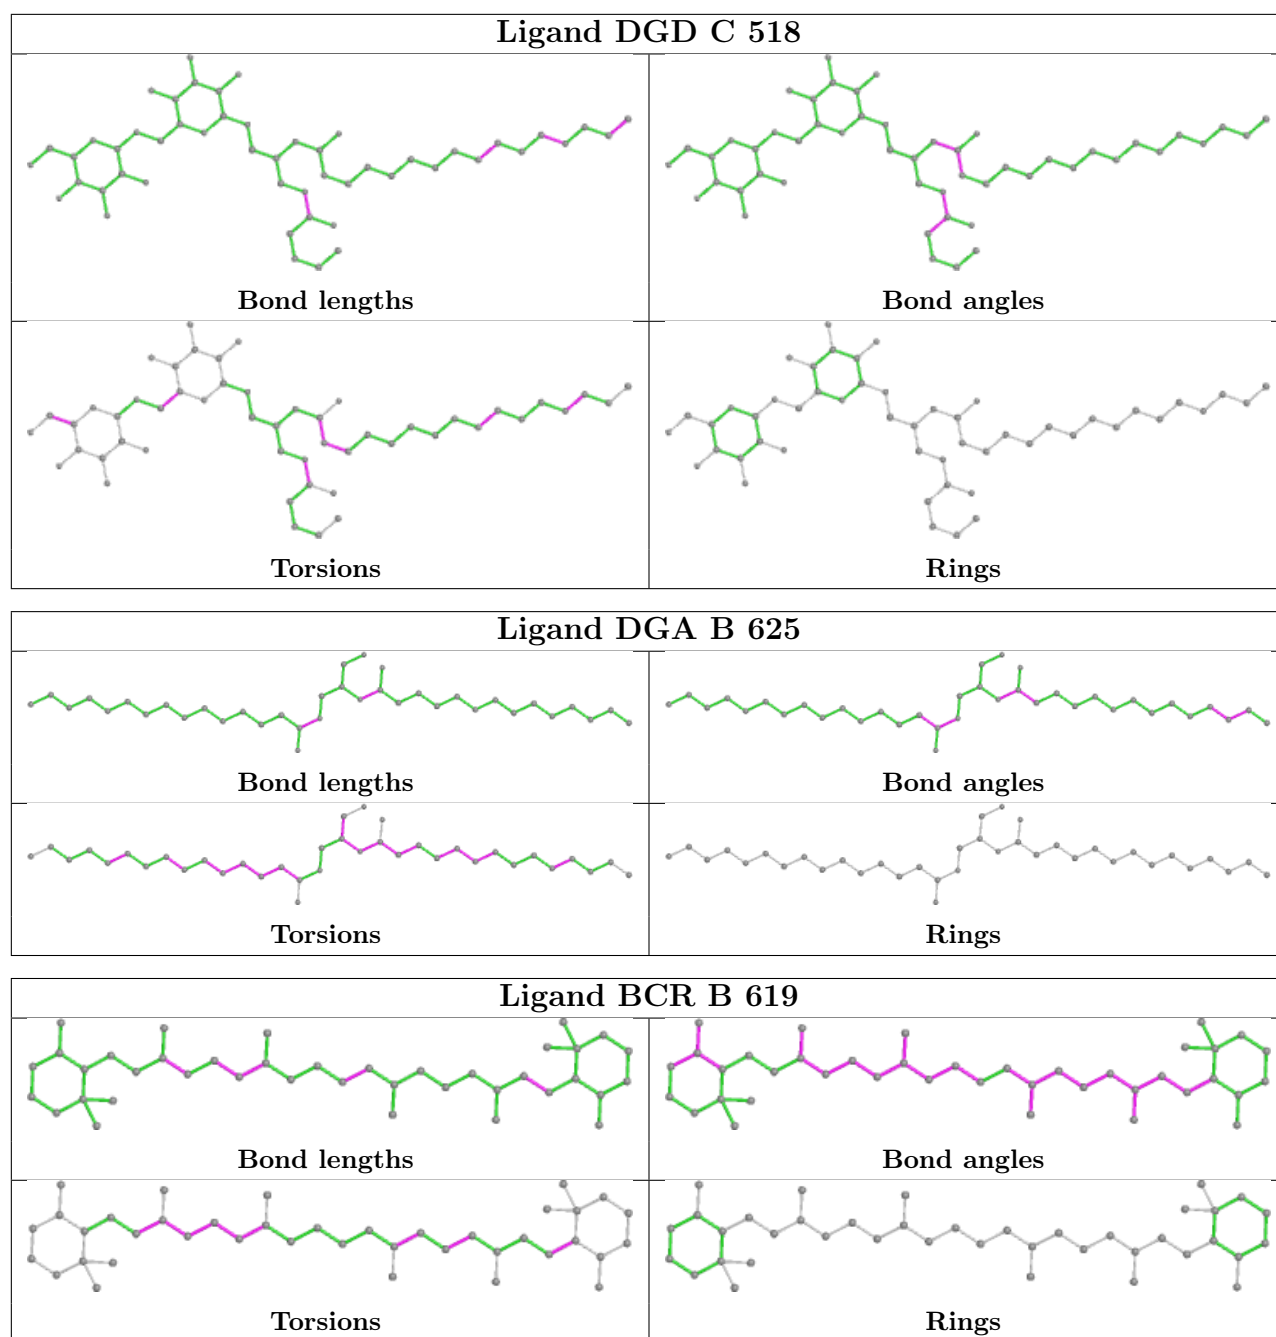 Ligand DGD C 518
Bond lengths
Bond angles
Torsions
Rings
Ligand DGA B 625
Bond lengths
Bond angles
Torsions
Rings
Ligand BCR B 619
Bond lengths
Bond angles
Torsions
Rings